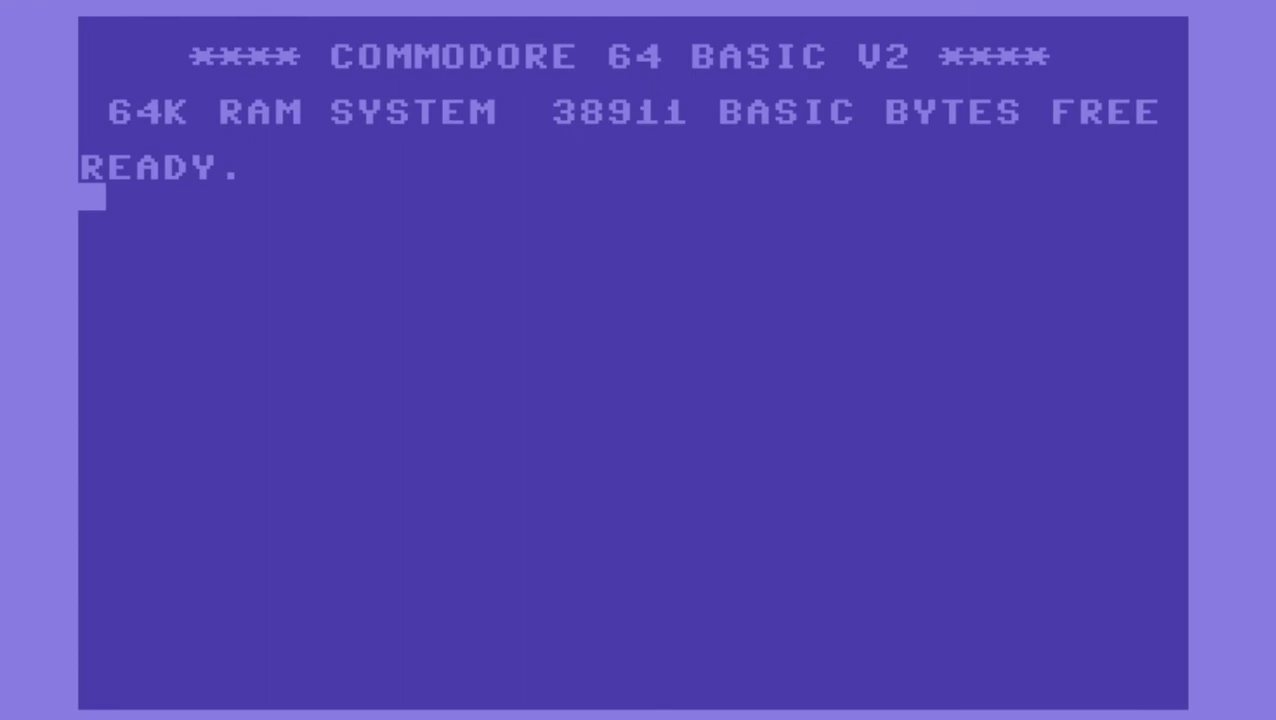 **** COMMODORE 64 BASIC V2 ****
64K RAM SYSTEM  38911 BASIC BYTES FREE
READY.